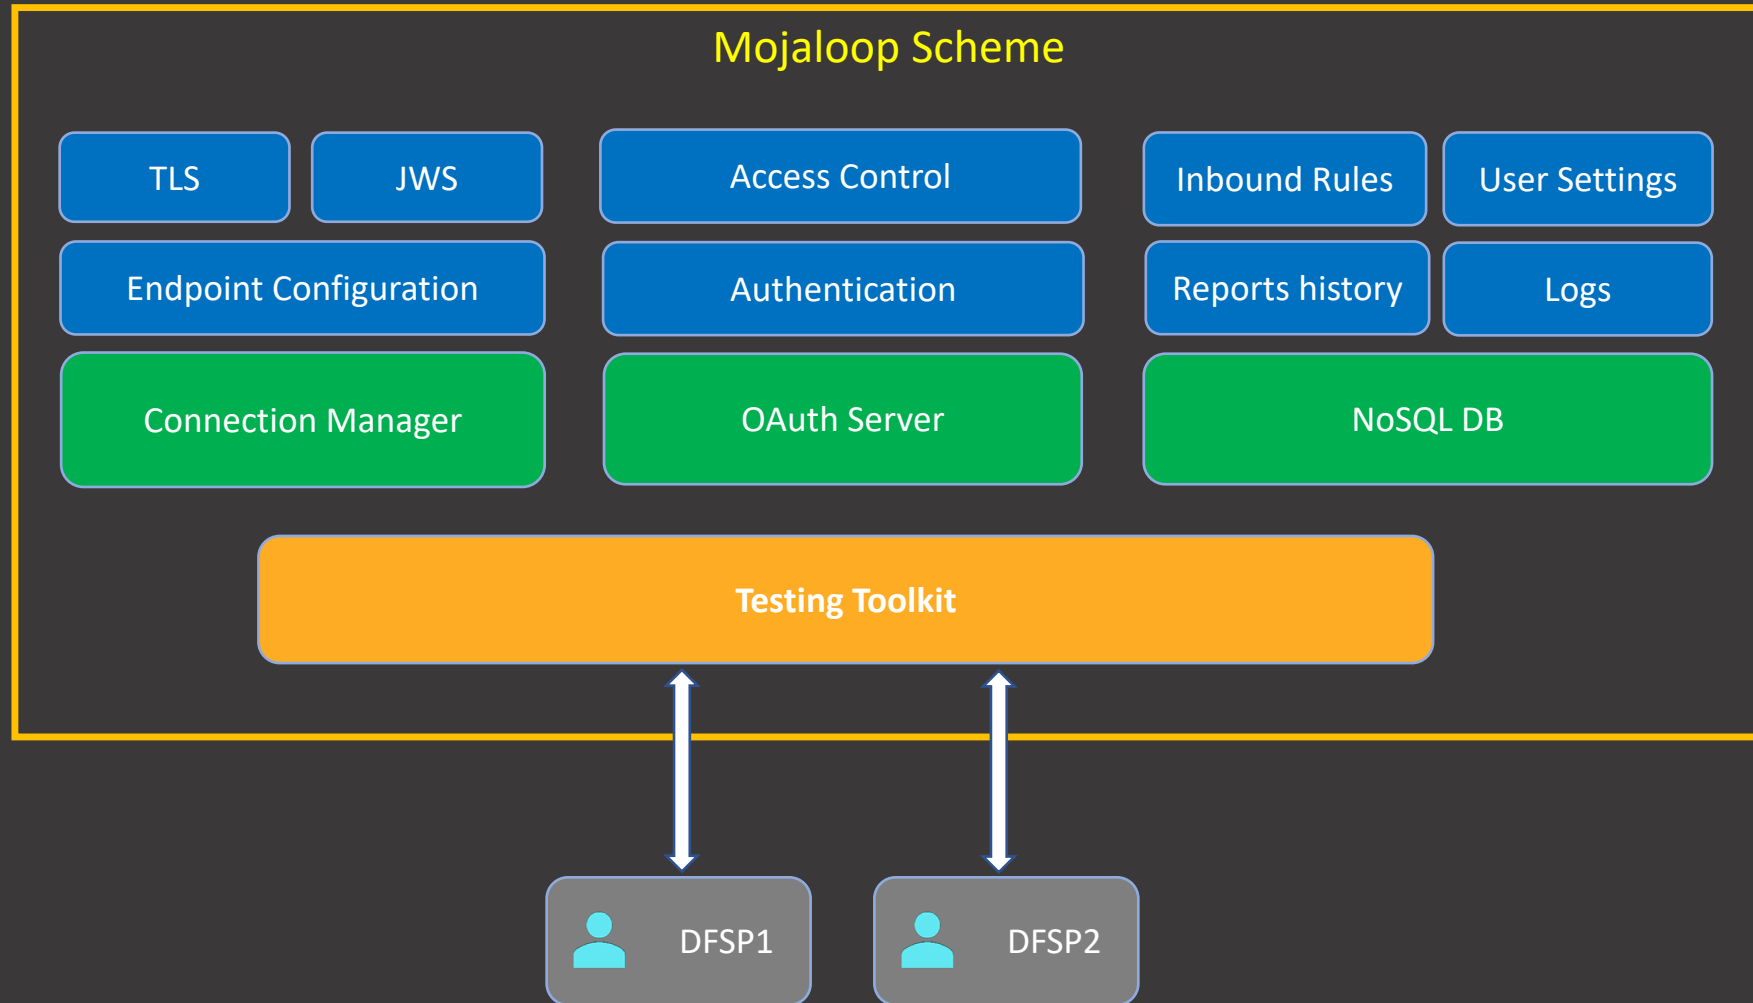 Mojaloop Scheme
TLS
JWS
Access Control
Inbound Rules
User Settings
Endpoint Configuration
Authentication
Reports history
Logs
Connection Manager
OAuth Server
NoSQL DB
Testing Toolkit
DFSP1
DFSP2